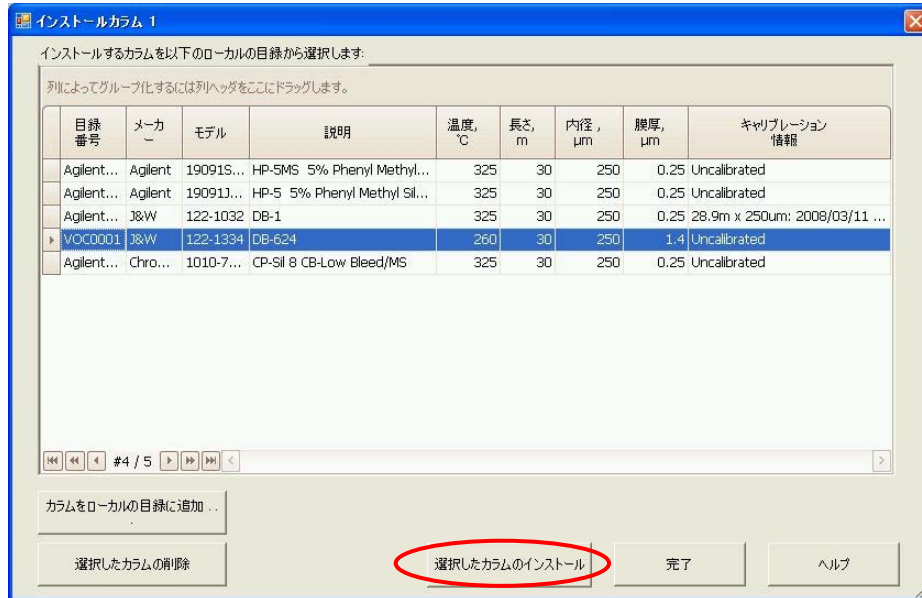 インストールカラム 1
インストールするカラムを以下のローカルの目録から選択します:
列によってグループ化するには列ヘッダをここにドラッグします。
目録番号 メーカー モデル 説明 温度, ℃ 長さ, m 内径, μm 膜厚, μm キャリブレーション情報
Agilent... Agilent 19091S... HP-5MS 5% Phenyl Methyl... 325 30 250 0.25 Uncalibrated
Agilent... Agilent 19091J... HP-5 5% Phenyl Methyl Sil... 325 30 250 0.25 Uncalibrated
Agilent... J&W 122-1032 DB-1 325 30 250 0.25 28.9m x 250um: 2008/03/11 ...
VOC0001 J&W 122-1334 DB-624 260 30 250 1.4 Uncalibrated
Agilent... Chro... 1010-7... CP-Sil 8 CB-Low Bleed/MS 325 30 250 0.25 Uncalibrated
#4 / 5
カラムをローカルの目録に追加 ...
選択したカラムの削除 選択したカラムのインストール 完了 ヘルプ